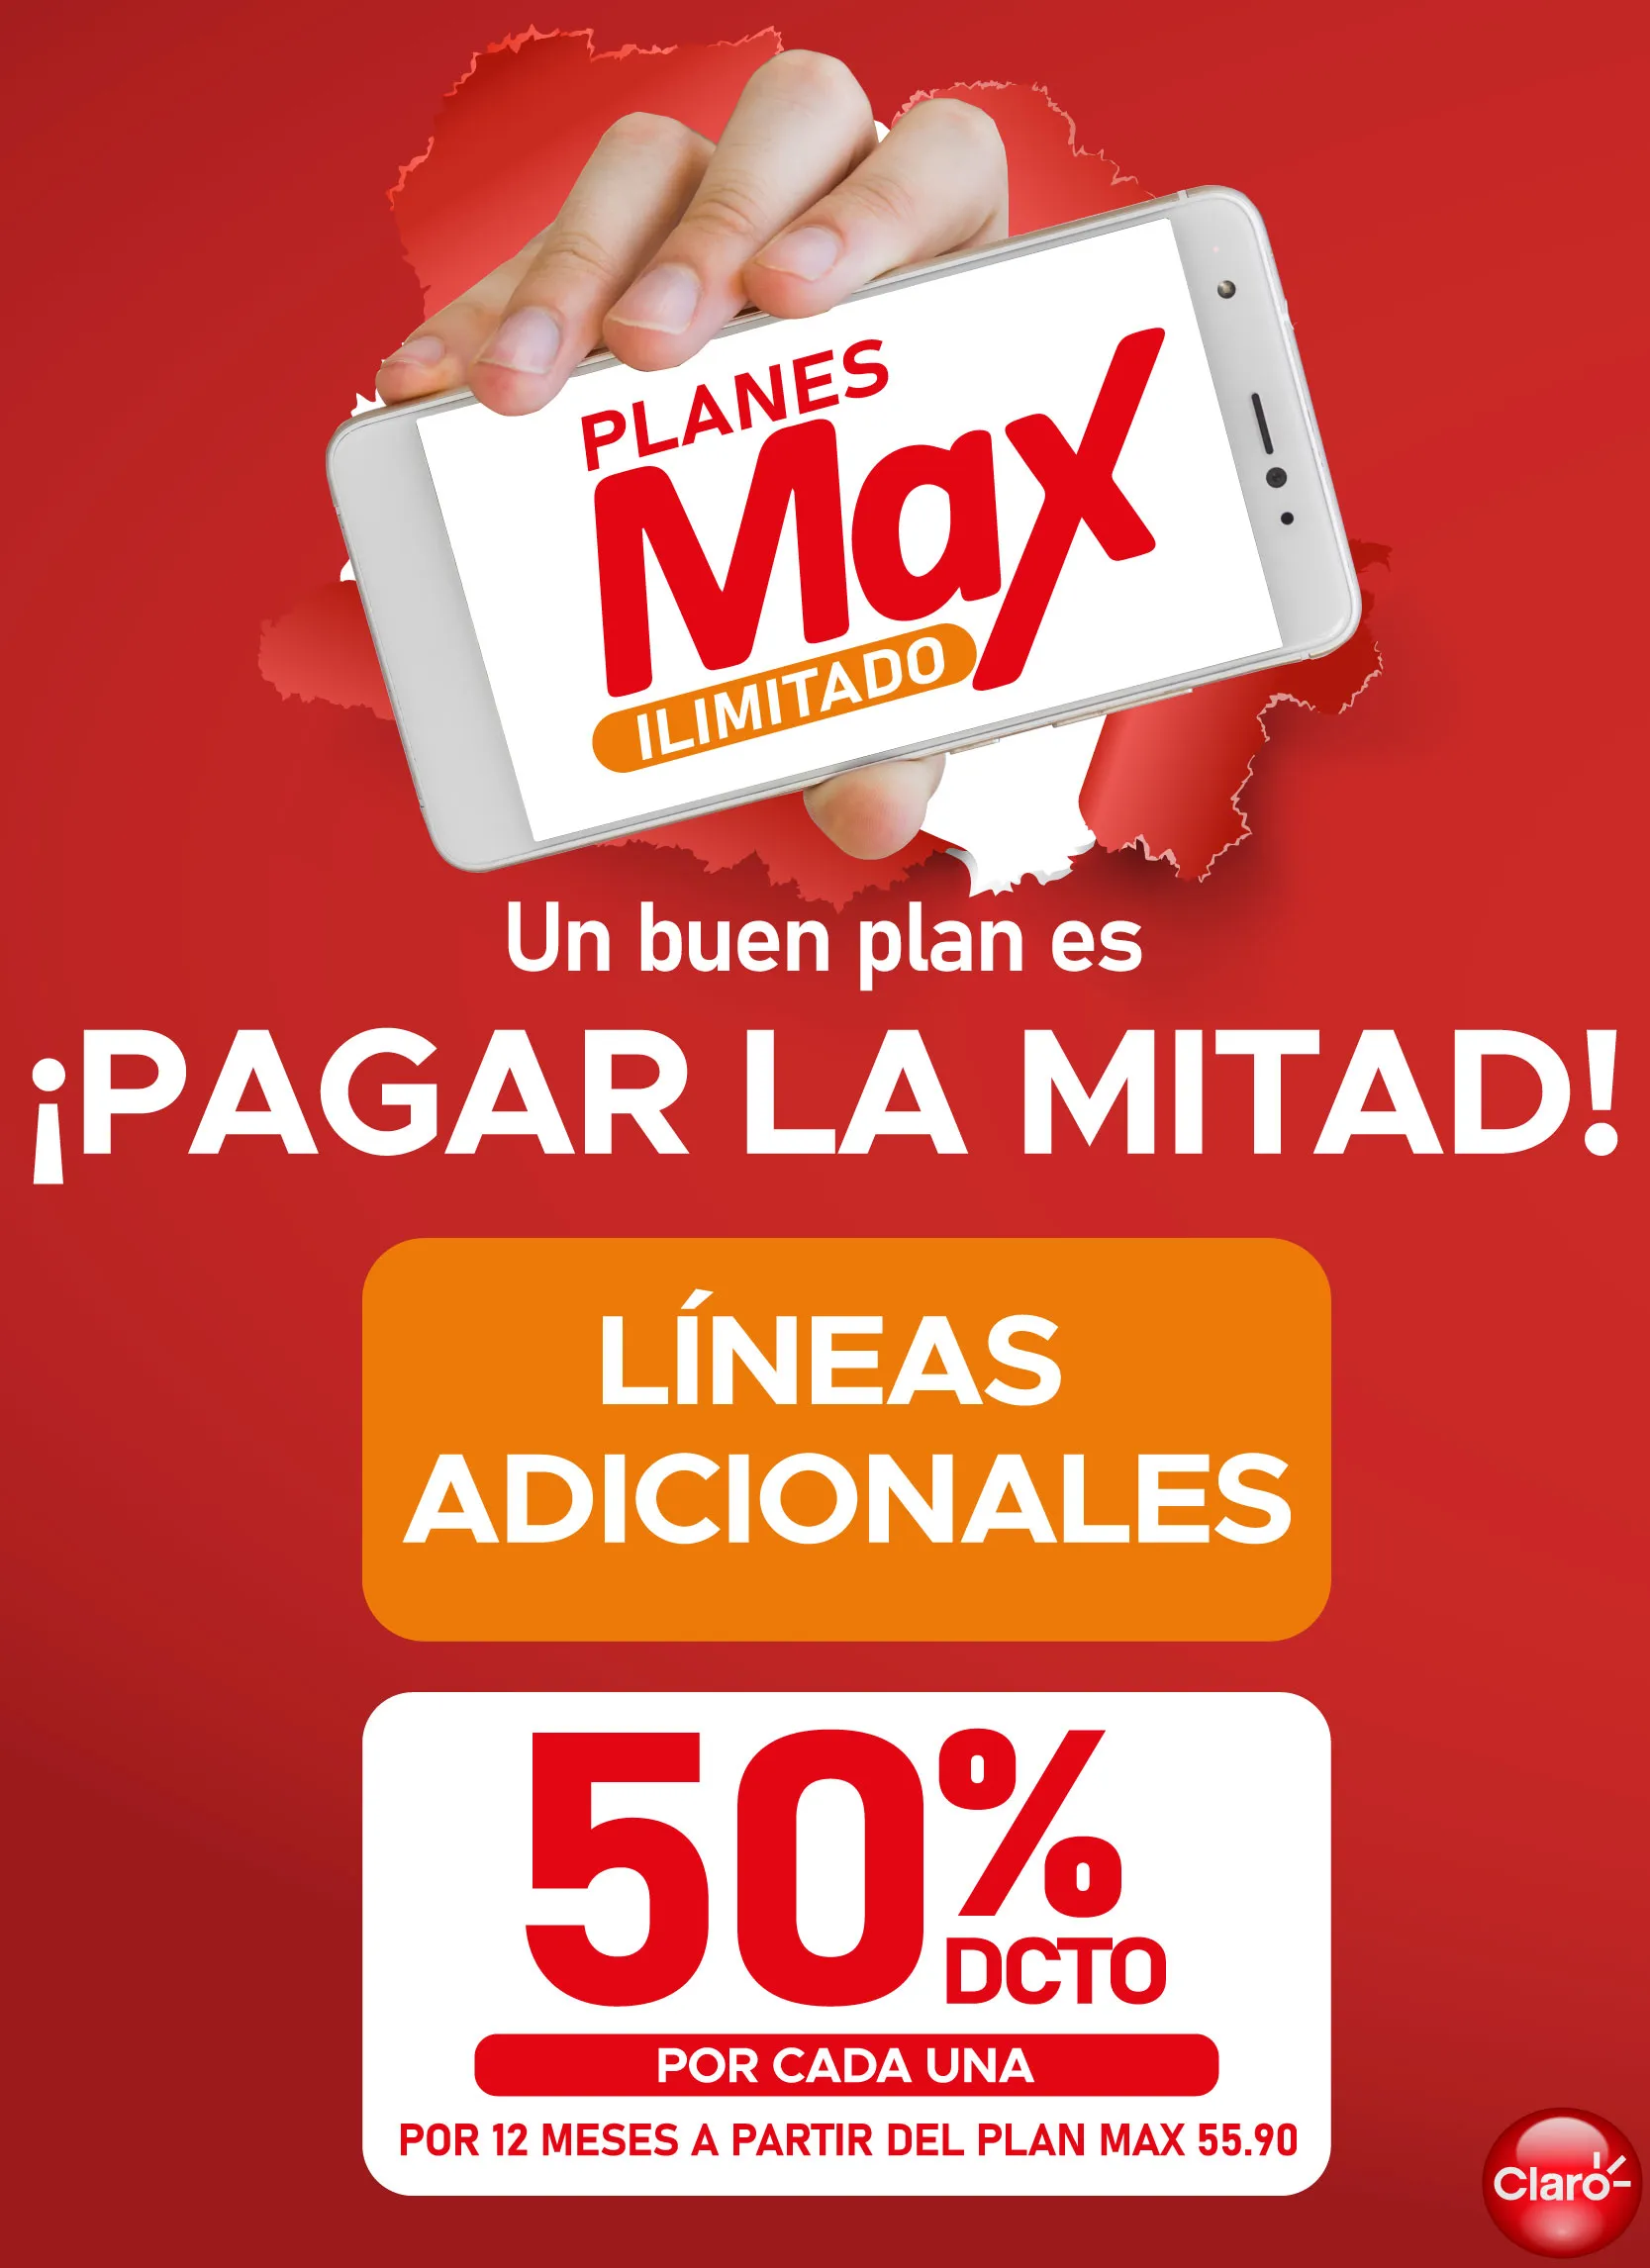 PLANES
Max
ILIMITADO
Un buen plan es
¡PAGAR LA MITAD!
LÍNEAS
ADICIONALES
50%
DCTO
POR CADA UNA
POR 12 MESES A PARTIR DEL PLAN MAX 55.90
Claro